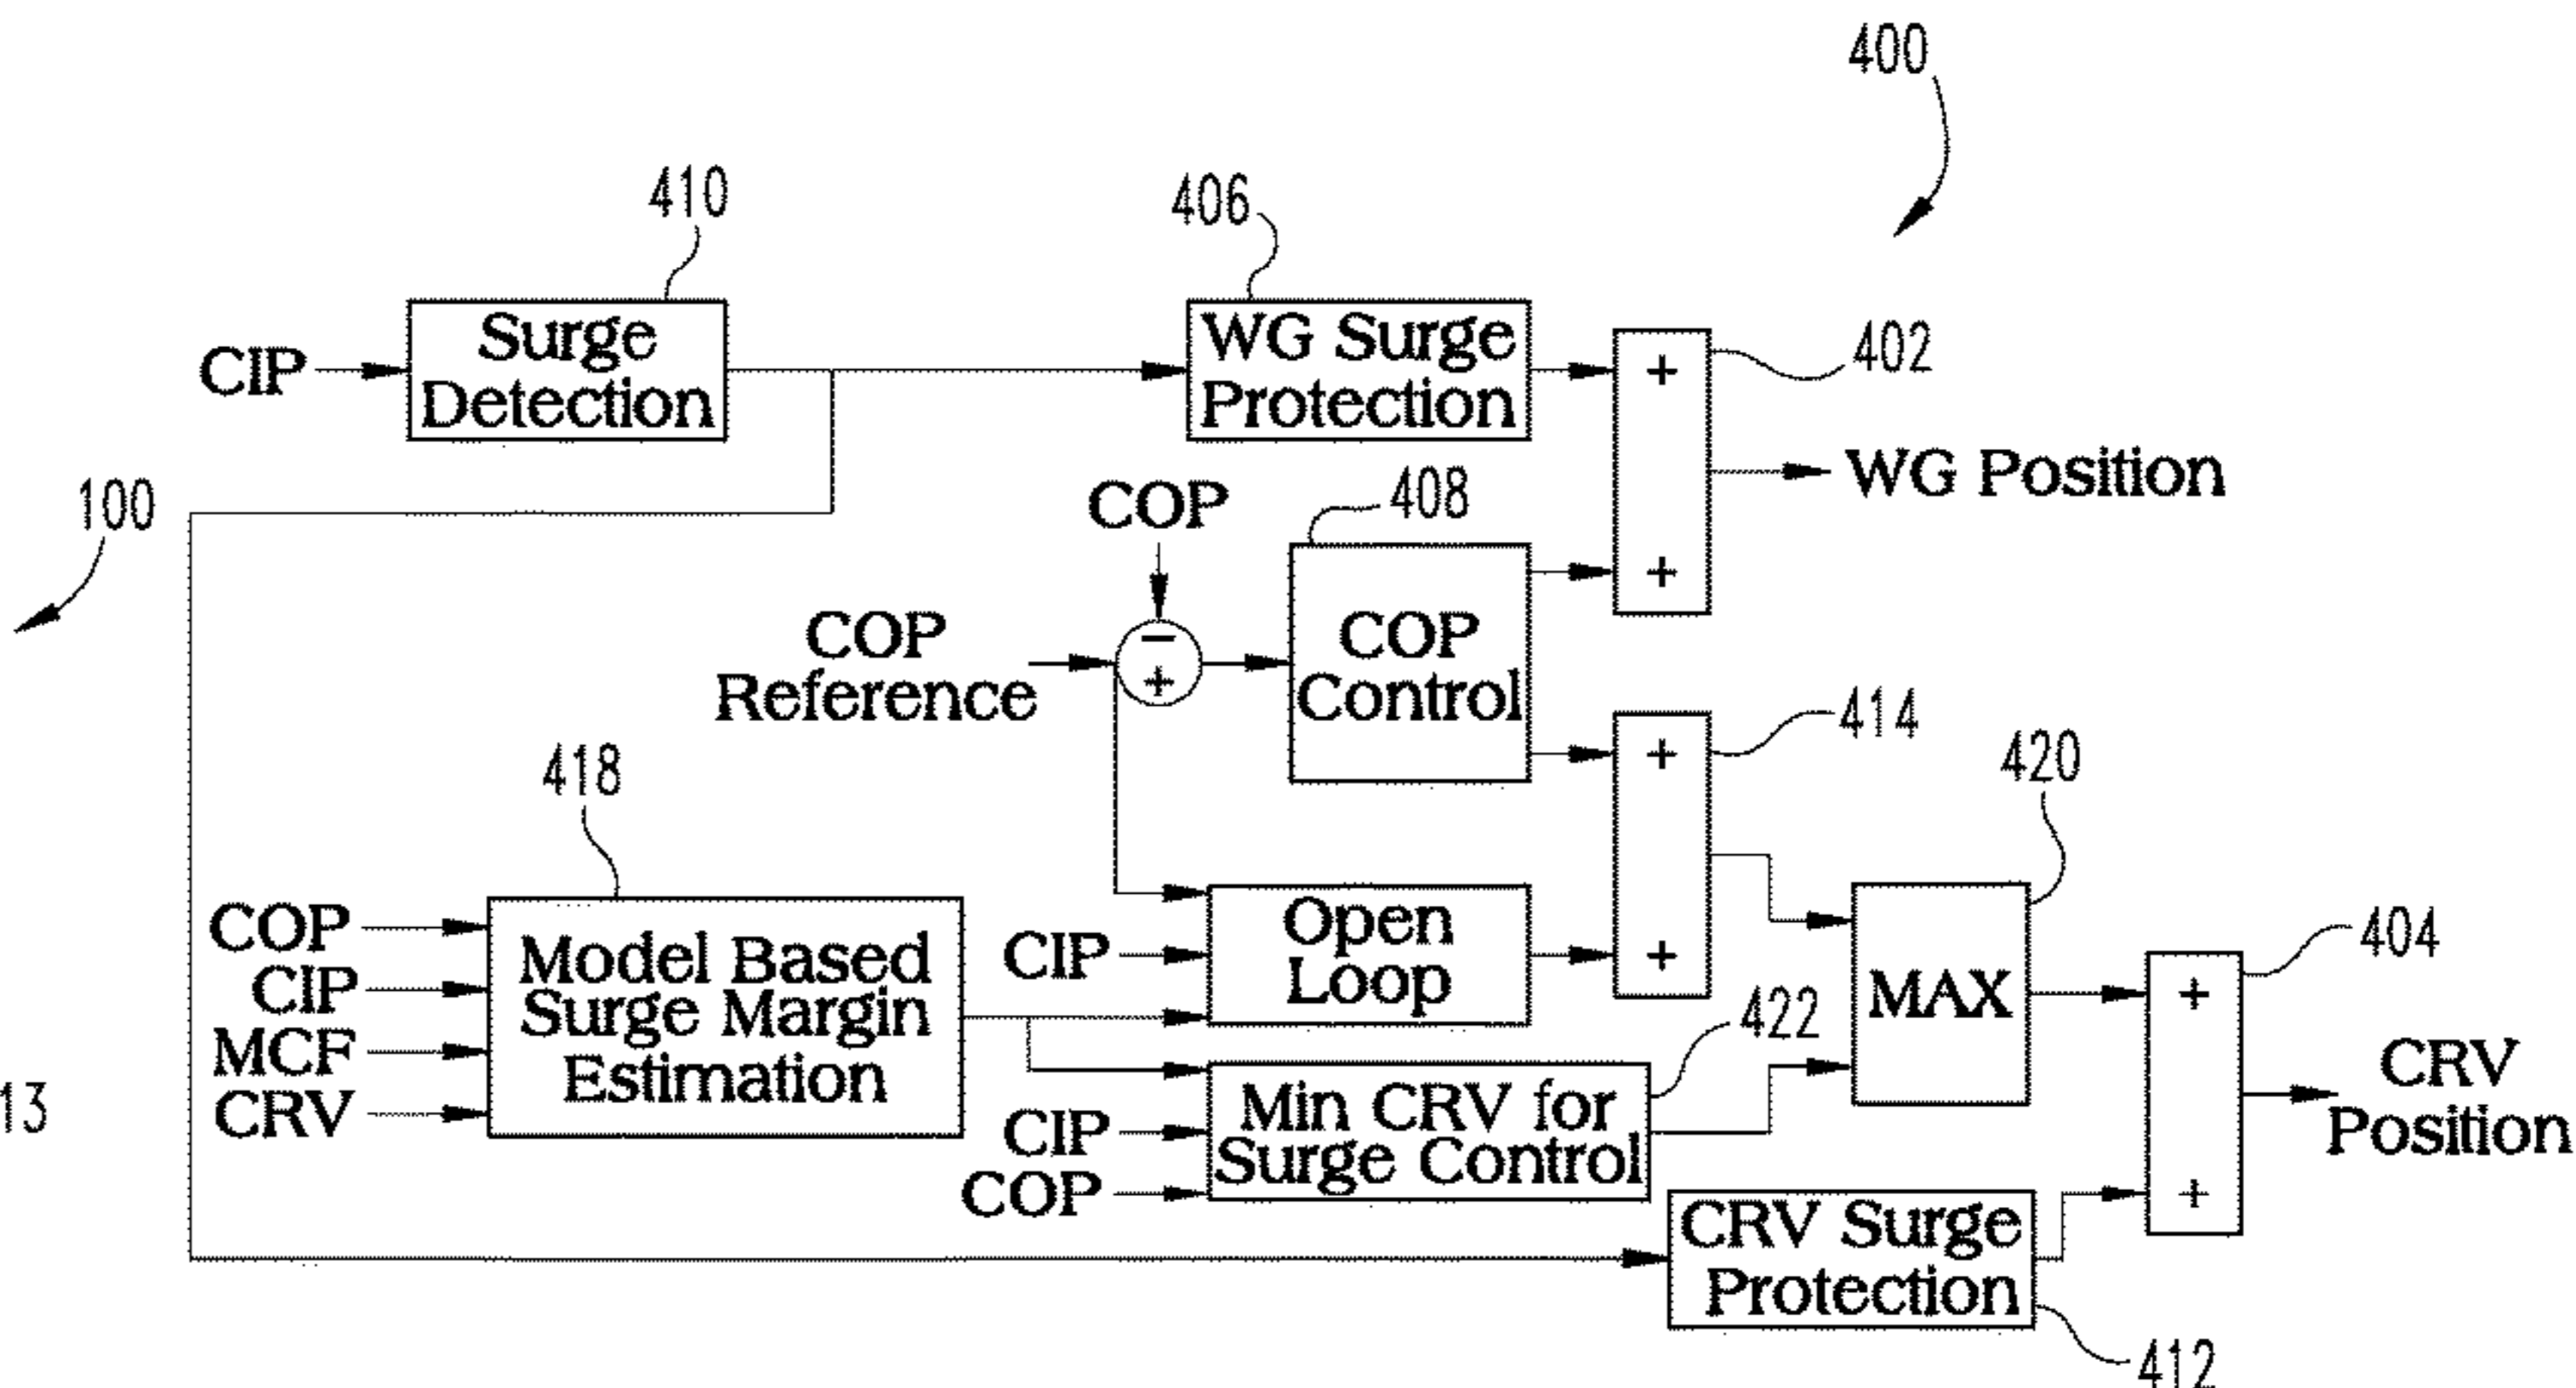 400
410
406
CIP
Surge
Detection
WG Surge
Protection
+
402
WG Position
+
100
COP
408
COP
Reference
−
+
COP
Control
414
+
+
418
420
COP
CIP
MCF
CRV
Model Based
Surge Margin
Estimation
CIP
Open
Loop
422
MAX
404
+
+
CRV
Position
13
CIP
COP
Min CRV for
Surge Control
CRV Surge
Protection
412